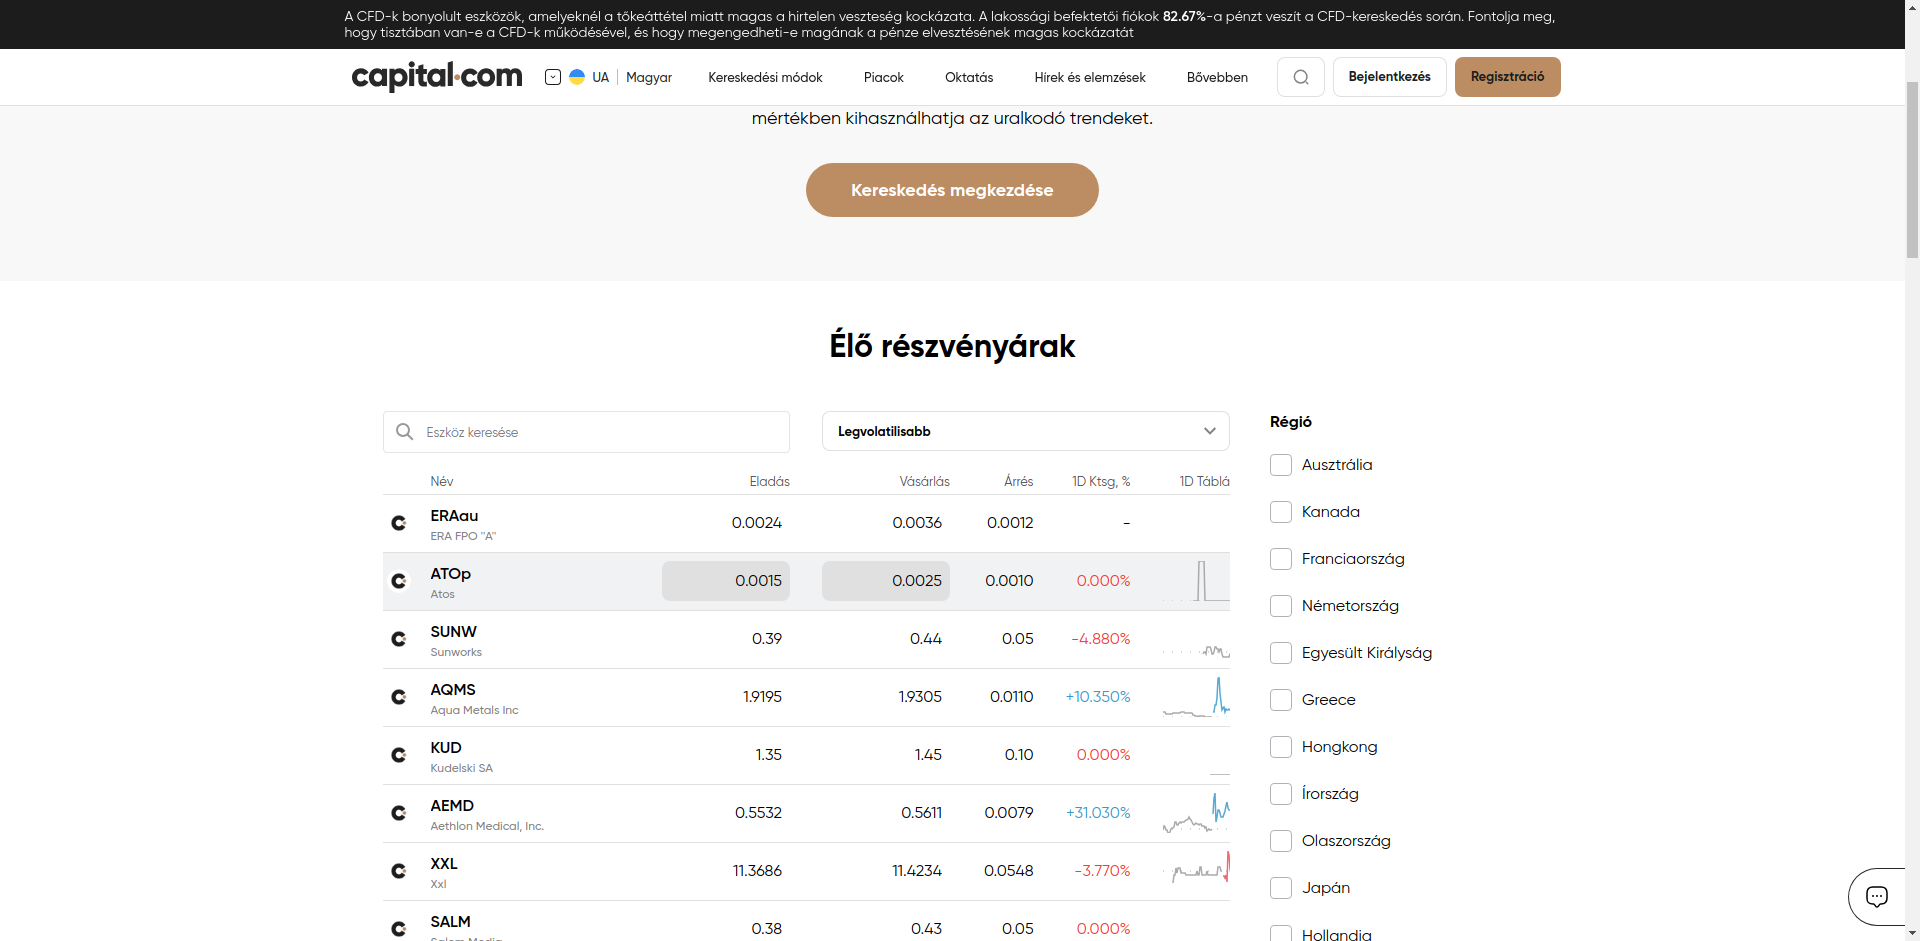 A CFD-k bonyolult eszközök, amelyeknél a tőkeáttétel miatt magas a hirtelen veszteség kockázata. A lakossági befektetői fiókok 82.67%-a pénzt veszít a CFD-kereskedés során. Fontolja meg,
hogy tisztában van-e a CFD-k működésével, és hogy megengedheti-e magának a pénze elvesztésének magas kockázatát
capital.com UA Magyar Kereskedési módok Piacok Oktatás Hírek és elemzések Bővebben Bejelentkezés Regisztráció
mértékben kihasználhatja az uralkodó trendeket.
Kereskedés megkezdése
Élő részvényárak
Eszköz keresése
Legvolatilisabb
Név Eladás Vásárlás Árrés 1D Ktsg, % 1D Táblá
ERAau 0.0024 0.0036 0.0012 -
ERA FPO "A"
ATOp 0.0015 0.0025 0.0010 0.000%
Atos
SUNW 0.39 0.44 0.05 -4.880%
Sunworks
AQMS 1.9195 1.9305 0.0110 +10.350%
Aqua Metals Inc
KUD 1.35 1.45 0.10 0.000%
Kudelski SA
AEMD 0.5532 0.5611 0.0079 +31.030%
Aethlon Medical, Inc.
XXL 11.3686 11.4234 0.0548 -3.770%
Xxl
SALM 0.38 0.43 0.05 0.000%
Salem Media
Régió
Ausztrália
Kanada
Franciaország
Németország
Egyesült Királyság
Greece
Hongkong
Írország
Olaszország
Japán
Hollandia